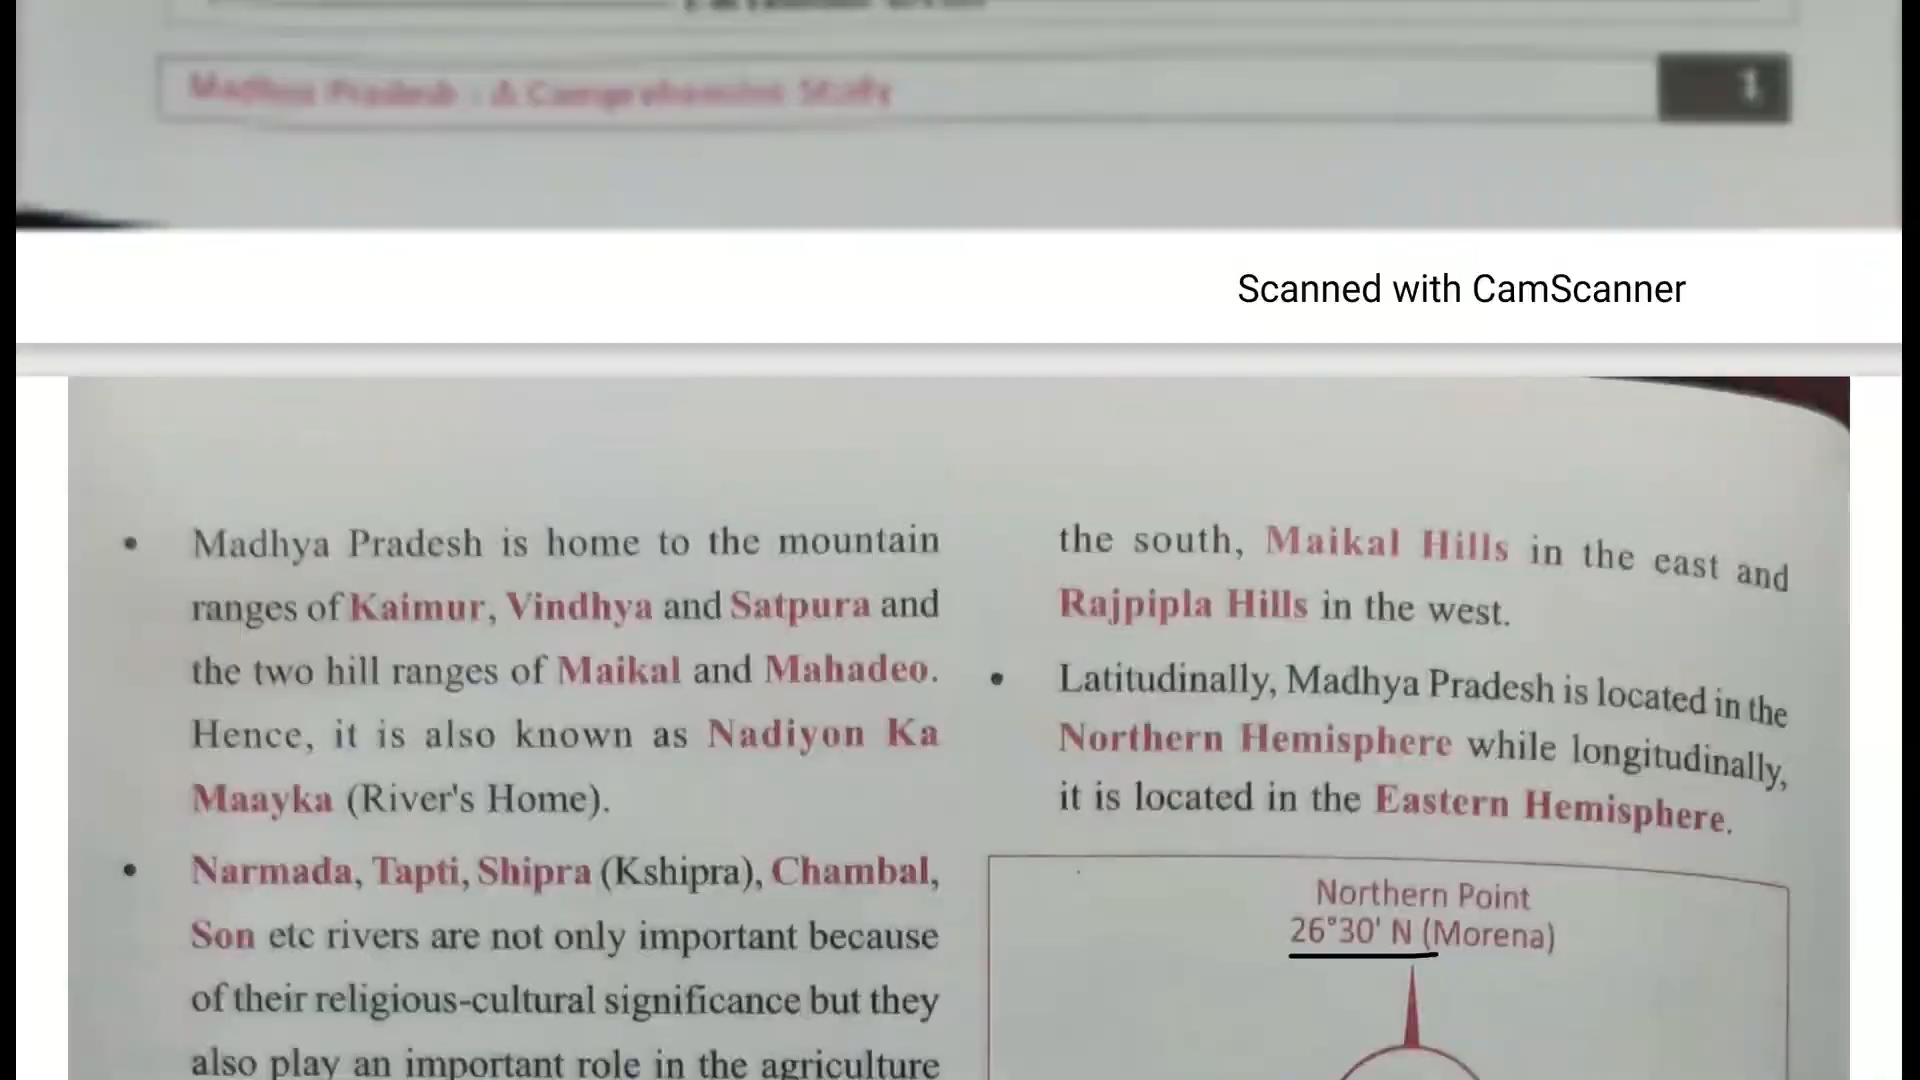 Madhya Pradesh - A Comprehensive Study
1
Scanned with CamScanner
• Madhya Pradesh is home to the mountain
ranges of Kaimur, Vindhya and Satpura and
the two hill ranges of Maikal and Mahadeo.
Hence, it is also known as Nadiyon Ka
Maayka (River's Home).
• Narmada, Tapti, Shipra (Kshipra), Chambal,
Son etc rivers are not only important because
of their religious-cultural significance but they
also play an important role in the agriculture
the south, Maikal Hills in the east and
Rajpipla Hills in the west.
• Latitudinally, Madhya Pradesh is located in the
Northern Hemisphere while longitudinally,
it is located in the Eastern Hemisphere.
Northern Point
26°30' N (Morena)